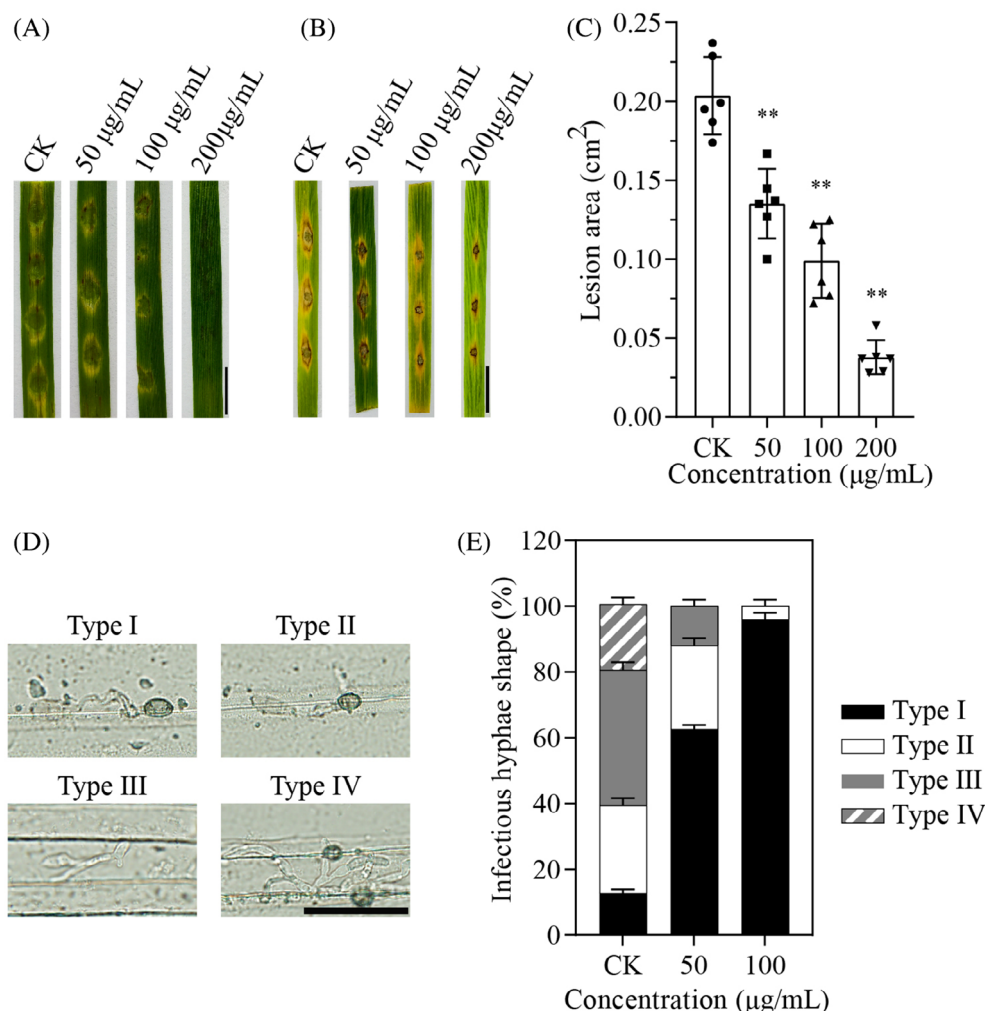 (A)
CK
50 μg/mL
100 μg/mL
200μg/mL
(B)
CK
50 μg/mL
100 μg/mL
200μg/mL
(C)
Lesion area (cm²)
0.25
0.20
0.15
0.10
0.05
0.00
**
**
**
CK 50 100 200
Concentration (μg/mL)
(D)
Type I
Type II
Type III
Type IV
(E)
Infectious hyphae shape (%)
120
100
80
60
40
20
0
CK 50 100
Concentration (μg/mL)
Type I
Type II
Type III
Type IV